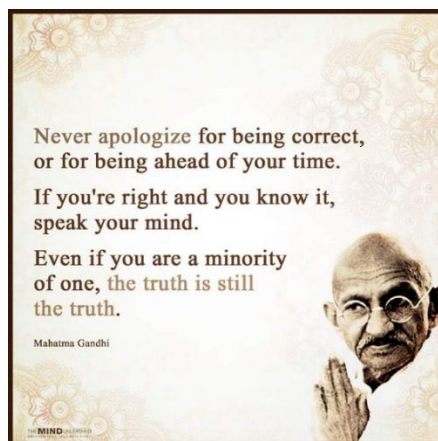 Never apologize for being correct,
or for being ahead of your time.
If you're right and you know it,
speak your mind.
Even if you are a minority
of one, the truth is still
the truth.
Mahatma Gandhi
THE MIND UNLEASHED